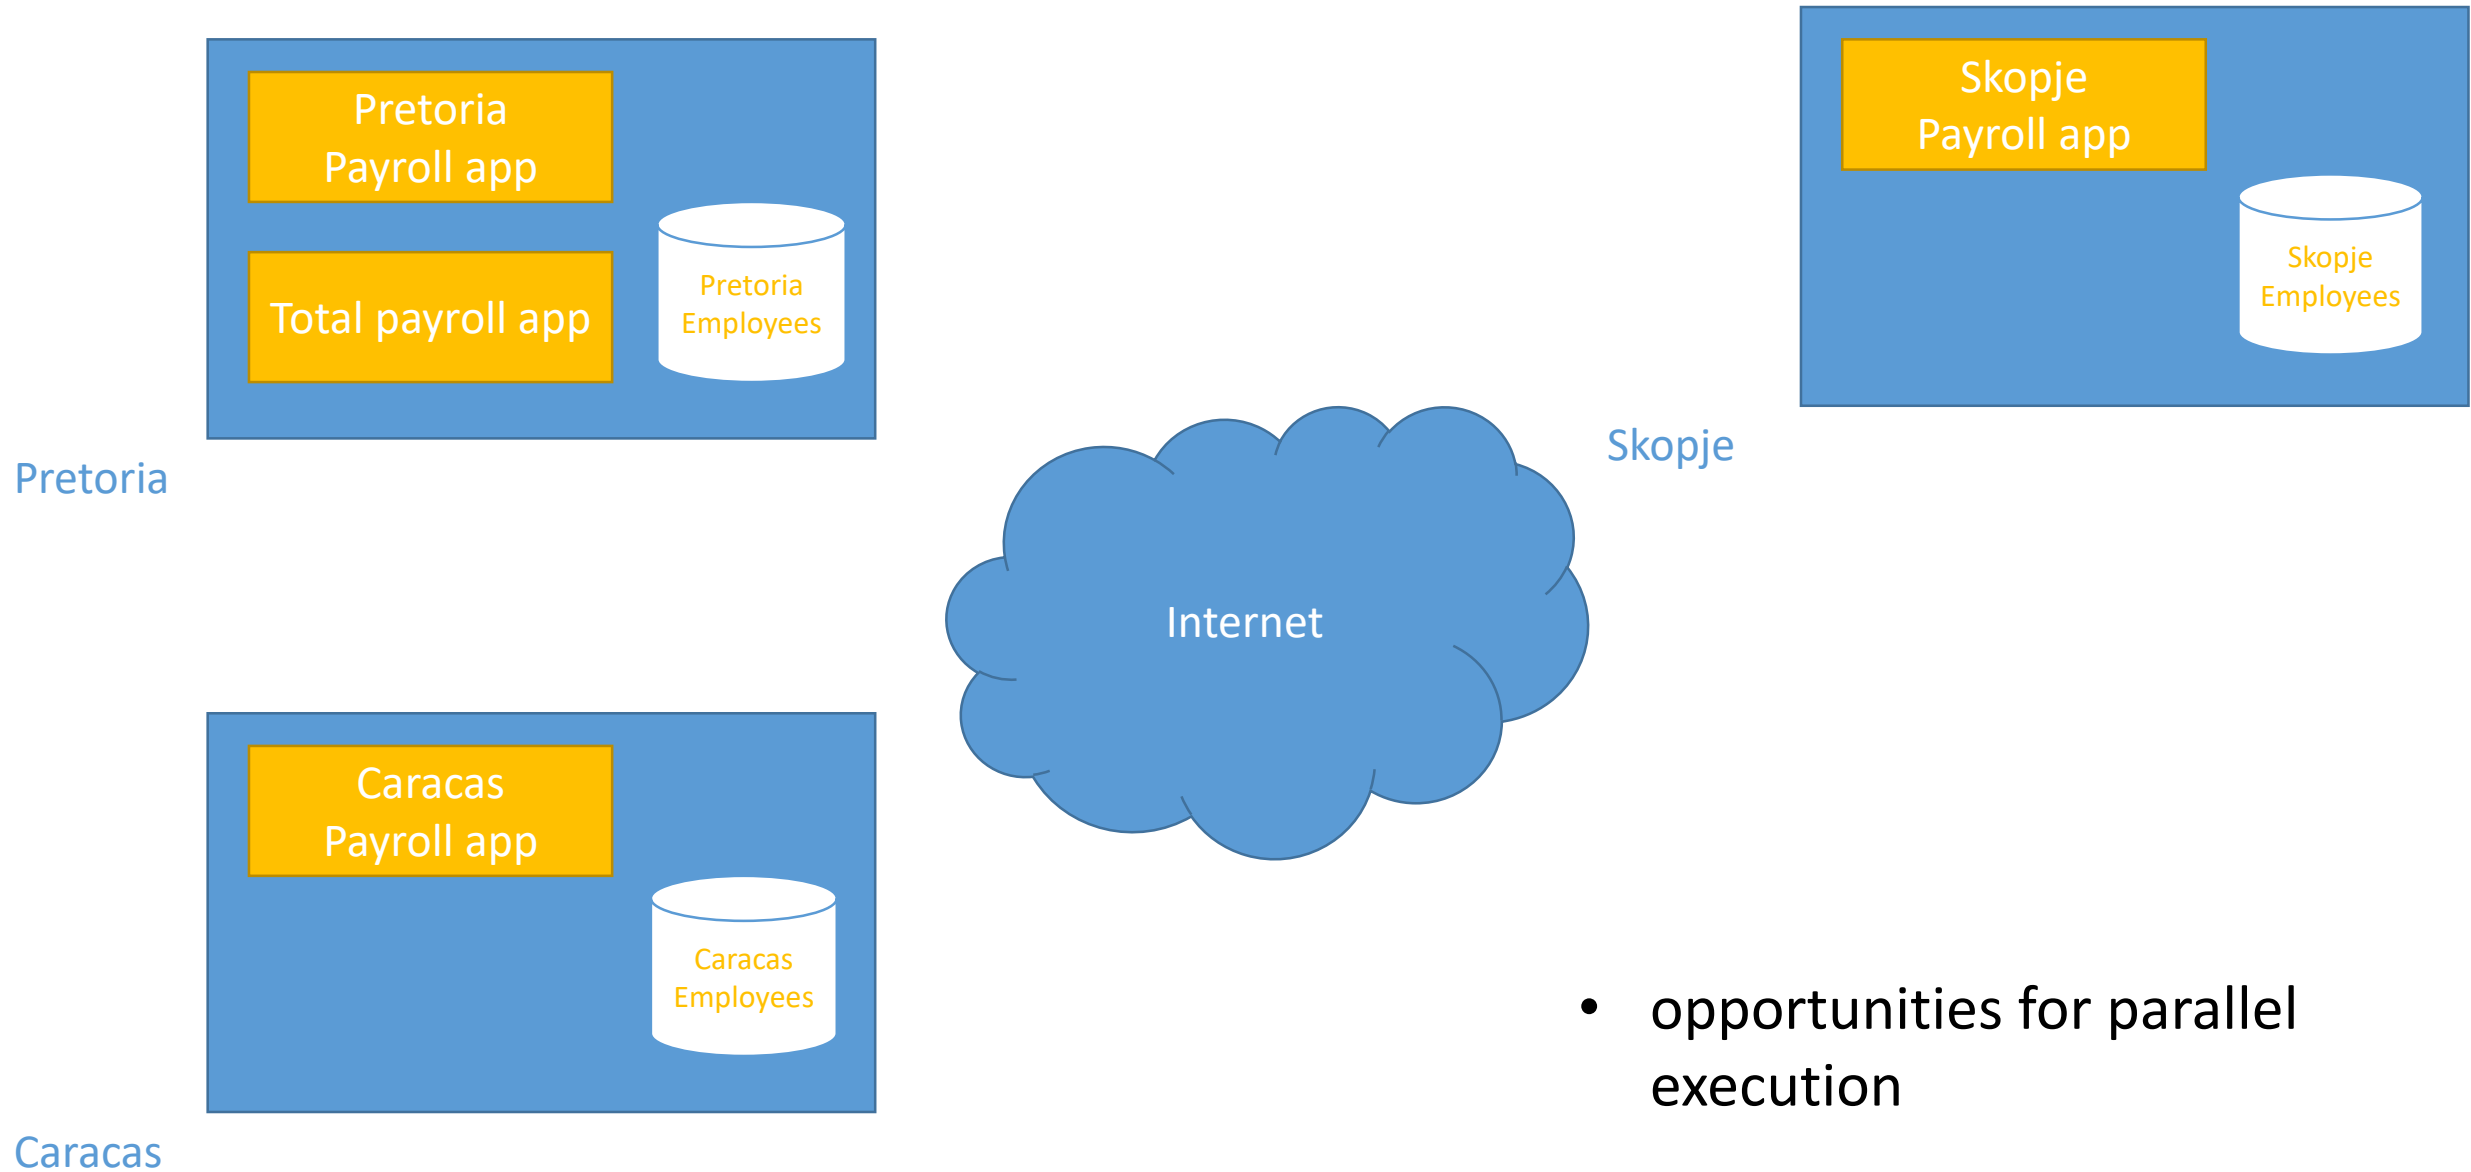 Pretoria
Payroll app
Total payroll app
Pretoria
Employees
Pretoria
Skopje
Payroll app
Skopje
Employees
Skopje
Internet
Caracas
Payroll app
Caracas
Employees
Caracas
• opportunities for parallel
execution